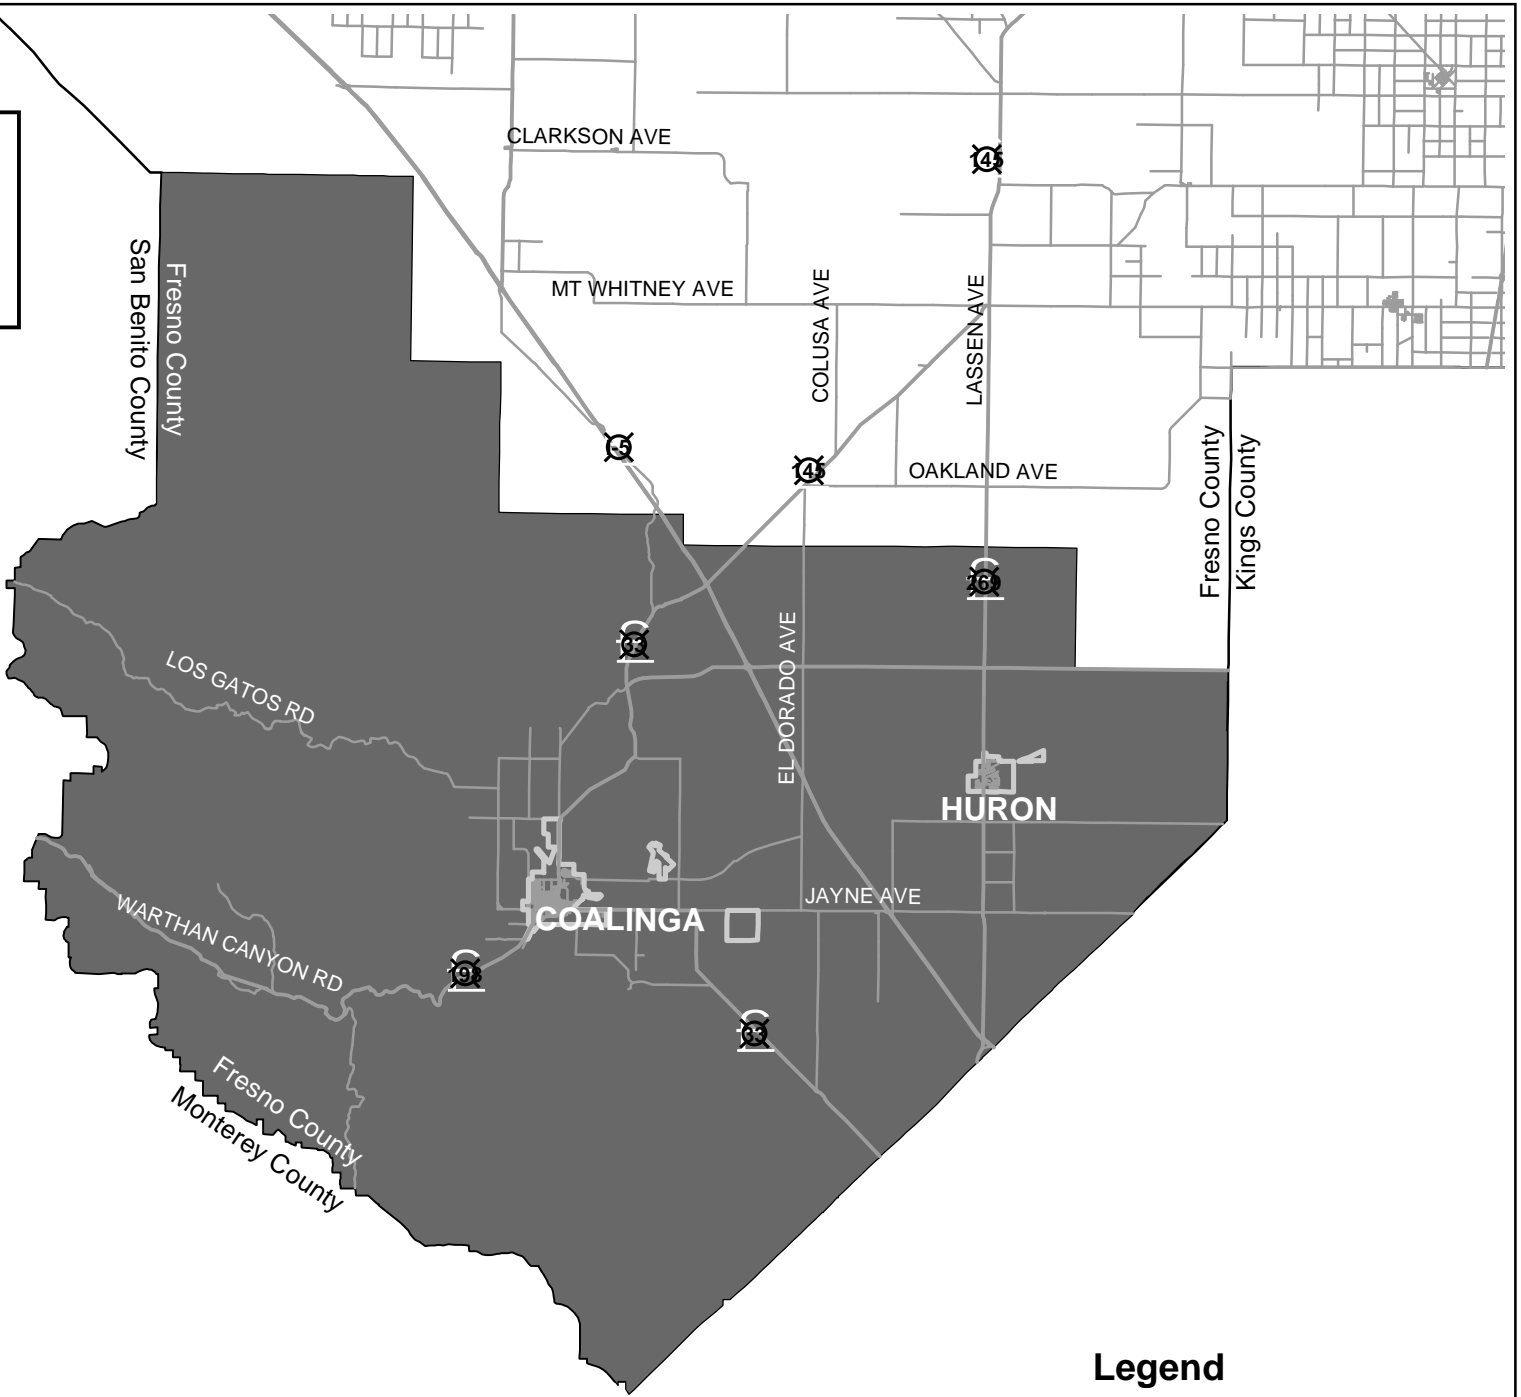 CLARKSON AVE
145
San Benito County
Fresno County
MT WHITNEY AVE
COLUSA AVE
LASSEN AVE
-5
145
OAKLAND AVE
Fresno County
Kings County
269
33
EL DORADO AVE
LOS GATOS RD
HURON
JAYNE AVE
COALINGA
WARTHAN CANYON RD
198
33
Fresno County
Monterey County
Legend